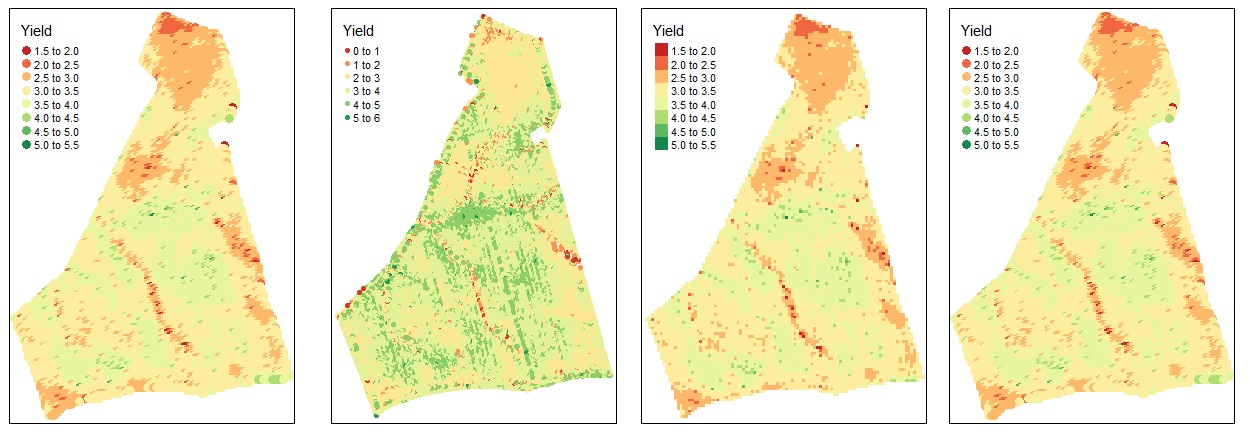 Yield
1.5 to 2.0
2.0 to 2.5
2.5 to 3.0
3.0 to 3.5
3.5 to 4.0
4.0 to 4.5
4.5 to 5.0
5.0 to 5.5
Yield
0 to 1
1 to 2
2 to 3
3 to 4
4 to 5
5 to 6
Yield
1.5 to 2.0
2.0 to 2.5
2.5 to 3.0
3.0 to 3.5
3.5 to 4.0
4.0 to 4.5
4.5 to 5.0
5.0 to 5.5
Yield
1.5 to 2.0
2.0 to 2.5
2.5 to 3.0
3.0 to 3.5
3.5 to 4.0
4.0 to 4.5
4.5 to 5.0
5.0 to 5.5